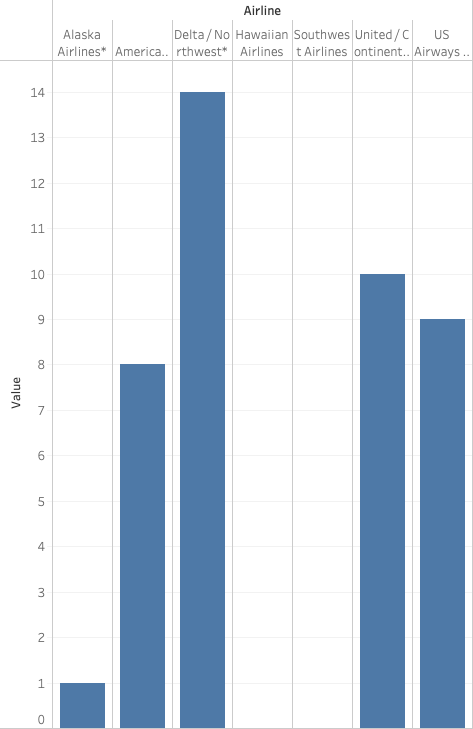 Airline
Alaska Airlines*
America..
Delta / No rthwest*
Hawaiian Airlines
Southwes t Airlines
United / C ontinent..
US Airways ..
Value
14
13
12
11
10
9
8
7
6
5
4
3
2
1
0